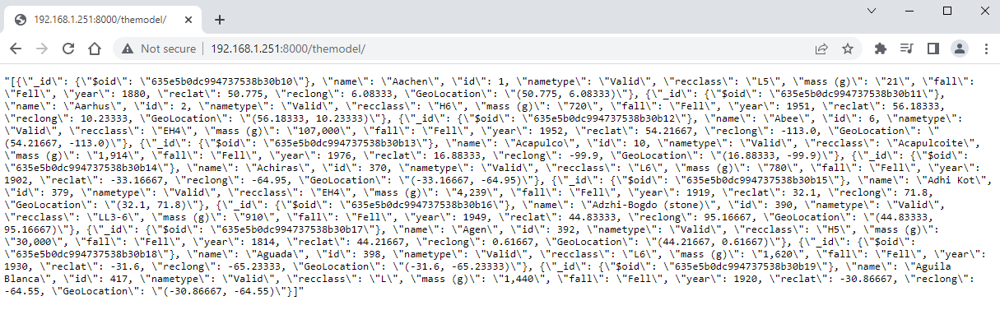 192.168.1.251:8000/themodel/
Not secure 192.168.1.251:8000/themodel/
"[{\"_id\": {\"$oid\": \"635e5b0dc994737538b30b10\"}, \"name\": \"Aachen\", \"id\": 1, \"nametype\": \"Valid\", \"recclass\": \"L5\", \"mass (g)\": \"21\", \"fall\":
\"Fell\", \"year\": 1880, \"reclat\": 50.775, \"reclong\": 6.08333, \"GeoLocation\": \"(50.775, 6.08333)\"}, {\"_id\": {\"$oid\": \"635e5b0dc994737538b30b11\"},
\"name\": \"Aarhus\", \"id\": 2, \"nametype\": \"Valid\", \"recclass\": \"H6\", \"mass (g)\": \"720\", \"fall\": \"Fell\", \"year\": 1951, \"reclat\": 56.18333,
\"reclong\": 10.23333, \"GeoLocation\": \"(56.18333, 10.23333)\"}, {\"_id\": {\"$oid\": \"635e5b0dc994737538b30b12\"}, \"name\": \"Abee\", \"id\": 6, \"nametype\":
\"Valid\", \"recclass\": \"EH4\", \"mass (g)\": \"107,000\", \"fall\": \"Fell\", \"year\": 1952, \"reclat\": 54.21667, \"reclong\": -113.0, \"GeoLocation\": \"
(54.21667, -113.0)\"}, {\"_id\": {\"$oid\": \"635e5b0dc994737538b30b13\"}, \"name\": \"Acapulco\", \"id\": 10, \"nametype\": \"Valid\", \"recclass\": \"Acapulcoite\",
\"mass (g)\": \"1,914\", \"fall\": \"Fell\", \"year\": 1976, \"reclat\": 16.88333, \"reclong\": -99.9, \"GeoLocation\": \"(16.88333, -99.9)\"}, {\"_id\": {\"$oid\":
\"635e5b0dc994737538b30b14\"}, \"name\": \"Achiras\", \"id\": 370, \"nametype\": \"Valid\", \"recclass\": \"L6\", \"mass (g)\": \"780\", \"fall\": \"Fell\", \"year\":
1902, \"reclat\": -33.16667, \"reclong\": -64.95, \"GeoLocation\": \"(-33.16667, -64.95)\"}, {\"_id\": {\"$oid\": \"635e5b0dc994737538b30b15\"}, \"name\": \"Adhi Kot\",
\"id\": 379, \"nametype\": \"Valid\", \"recclass\": \"EH4\", \"mass (g)\": \"4,239\", \"fall\": \"Fell\", \"year\": 1919, \"reclat\": 32.1, \"reclong\": 71.8,
\"GeoLocation\": \"(32.1, 71.8)\"}, {\"_id\": {\"$oid\": \"635e5b0dc994737538b30b16\"}, \"name\": \"Adzhi-Bogdo (stone)\", \"id\": 390, \"nametype\": \"Valid\",
\"recclass\": \"LL3-6\", \"mass (g)\": \"910\", \"fall\": \"Fell\", \"year\": 1949, \"reclat\": 44.83333, \"reclong\": 95.16667, \"GeoLocation\": \"(44.83333,
95.16667)\"}, {\"_id\": {\"$oid\": \"635e5b0dc994737538b30b17\"}, \"name\": \"Agen\", \"id\": 392, \"nametype\": \"Valid\", \"recclass\": \"H5\", \"mass (g)\":
\"30,000\", \"fall\": \"Fell\", \"year\": 1814, \"reclat\": 44.21667, \"reclong\": 0.61667, \"GeoLocation\": \"(44.21667, 0.61667)\"}, {\"_id\": {\"$oid\":
\"635e5b0dc994737538b30b18\"}, \"name\": \"Aguada\", \"id\": 398, \"nametype\": \"Valid\", \"recclass\": \"L6\", \"mass (g)\": \"1,620\", \"fall\": \"Fell\", \"year\":
1930, \"reclat\": -31.6, \"reclong\": -65.23333, \"GeoLocation\": \"(-31.6, -65.23333)\"}, {\"_id\": {\"$oid\": \"635e5b0dc994737538b30b19\"}, \"name\": \"Aguila
Blanca\", \"id\": 417, \"nametype\": \"Valid\", \"recclass\": \"L\", \"mass (g)\": \"1,440\", \"fall\": \"Fell\", \"year\": 1920, \"reclat\": -30.86667, \"reclong\":
-64.55, \"GeoLocation\": \"(-30.86667, -64.55)\"}]"